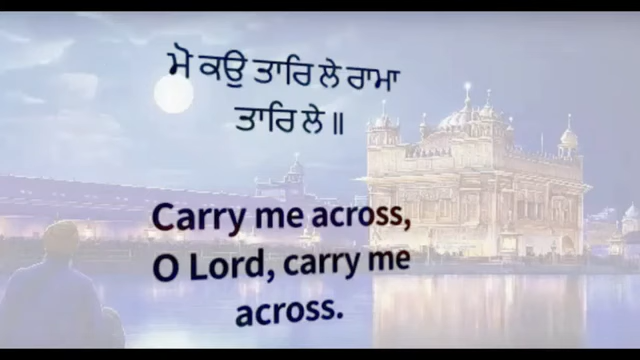 ਮੋ ਕਉ ਤਾਰਿ ਲੇ ਰਾਮਾ
ਤਾਰਿ ਲੇ ॥
Carry me across,
O Lord, carry me
across.